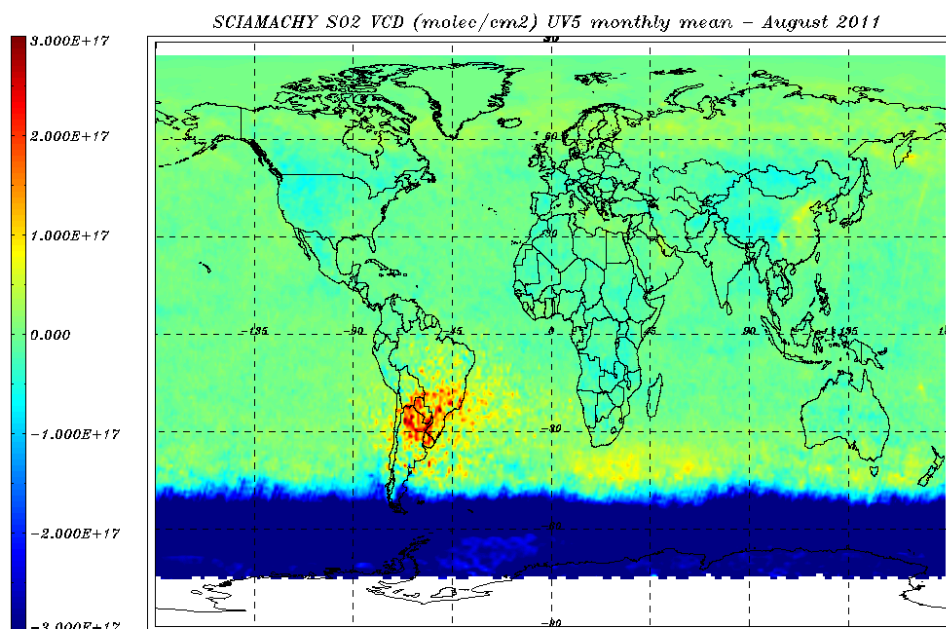 SCIAMACHY SO2 VCD (molec/cm2) UV5 monthly mean – August 2011
3.000E+17
2.000E+17
1.000E+17
0.000
−1.000E+17
−2.000E+17
−3.000E+17
90
60
30
-135
-90
-45
0
45
90
135
-30
-60
-90